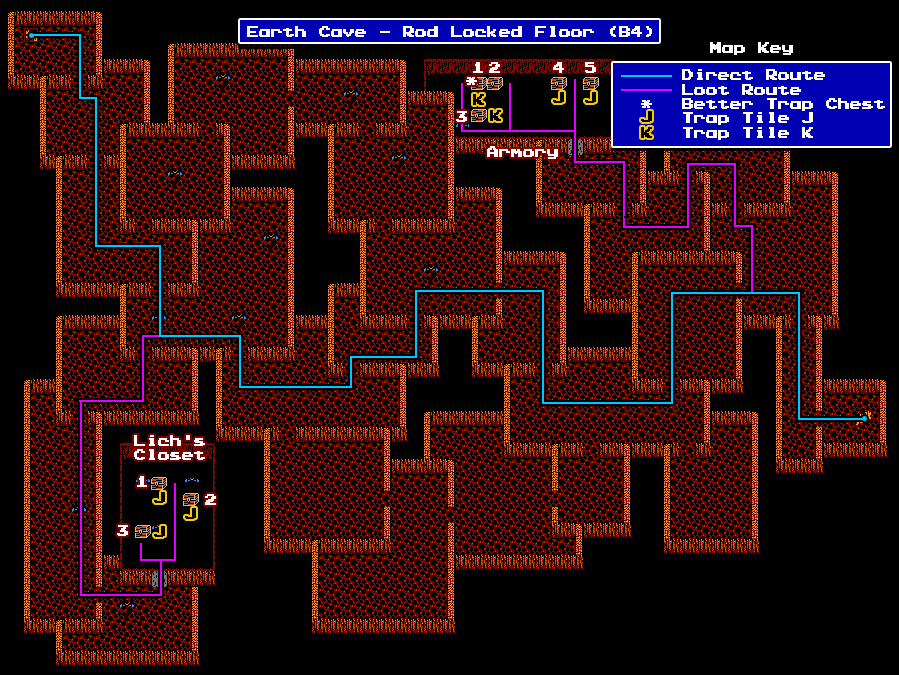 Earth Cave - Rod Locked Floor (B4)
Map Key
Direct Route
Loot Route
* Better Trap Chest
J Trap Tile J
K Trap Tile K
1 2 4 5
*
K J J
3 K
Armory
Lich's
Closet
1
J 2
J
3 J